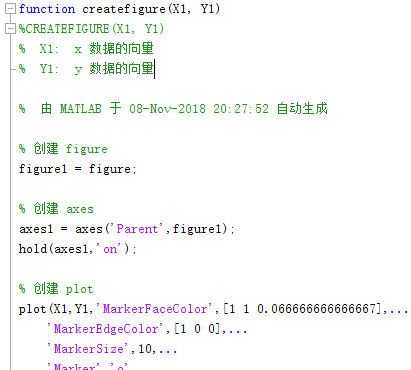 function createfigure(X1, Y1)
%CREATEFIGURE(X1, Y1)
%  X1:  x 数据的向量
%  Y1:  y 数据的向量
%  由 MATLAB 于 08-Nov-2018 20:27:52 自动生成
% 创建 figure
figure1 = figure;
% 创建 axes
axes1 = axes('Parent',figure1);
hold(axes1,'on');
% 创建 plot
plot(X1,Y1,'MarkerFaceColor',[1 1 0.066666666666667],...
'MarkerEdgeColor',[1 0 0],...
'MarkerSize',10,...
'Marker','o'